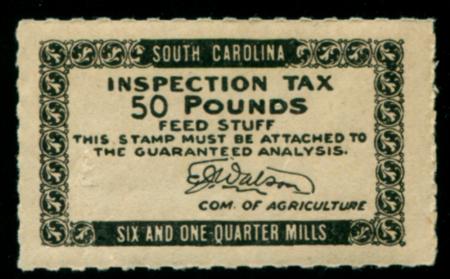 SOUTH CAROLINA
INSPECTION TAX
50 POUNDS
FEED STUFF
THIS STAMP MUST BE ATTACHED TO
THE GUARANTEED ANALYSIS.
E.J. Watson
COM. OF AGRICULTURE
SIX AND ONE QUARTER MILLS